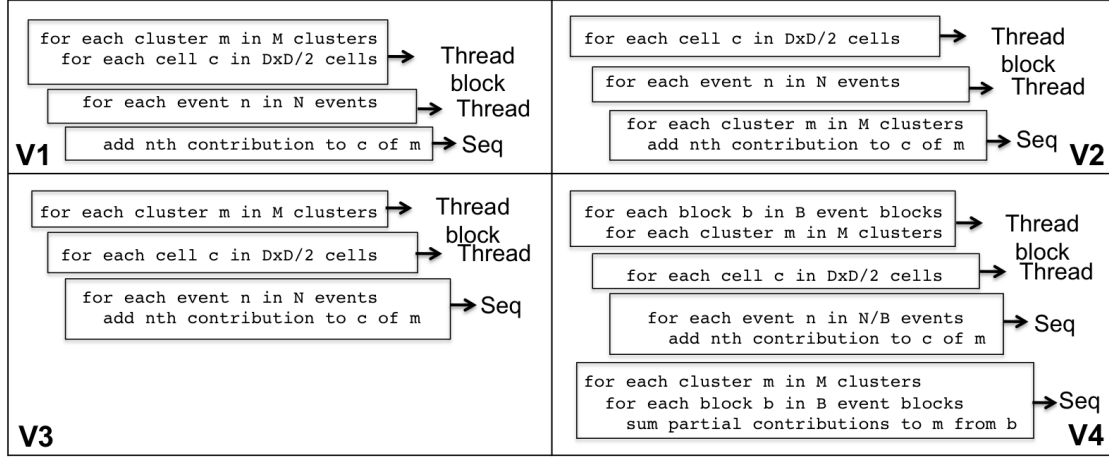 for each cluster m in M clusters
for each cell c in DxD/2 cells
Thread
block
for each event n in N events
Thread
add nth contribution to c of m
Seq
V1
for each cell c in DxD/2 cells
Thread
block
for each event n in N events
Thread
for each cluster m in M clusters
add nth contribution to c of m
Seq
V2
for each cluster m in M clusters
Thread
block
for each cell c in DxD/2 cells
Thread
for each event n in N events
add nth contribution to c of m
Seq
V3
for each block b in B event blocks
for each cluster m in M clusters
Thread
block
for each cell c in DxD/2 cells
Thread
for each event n in N/B events
add nth contribution to c of m
Seq
for each cluster m in M clusters
for each block b in B event blocks
sum partial contributions to m from b
Seq
V4